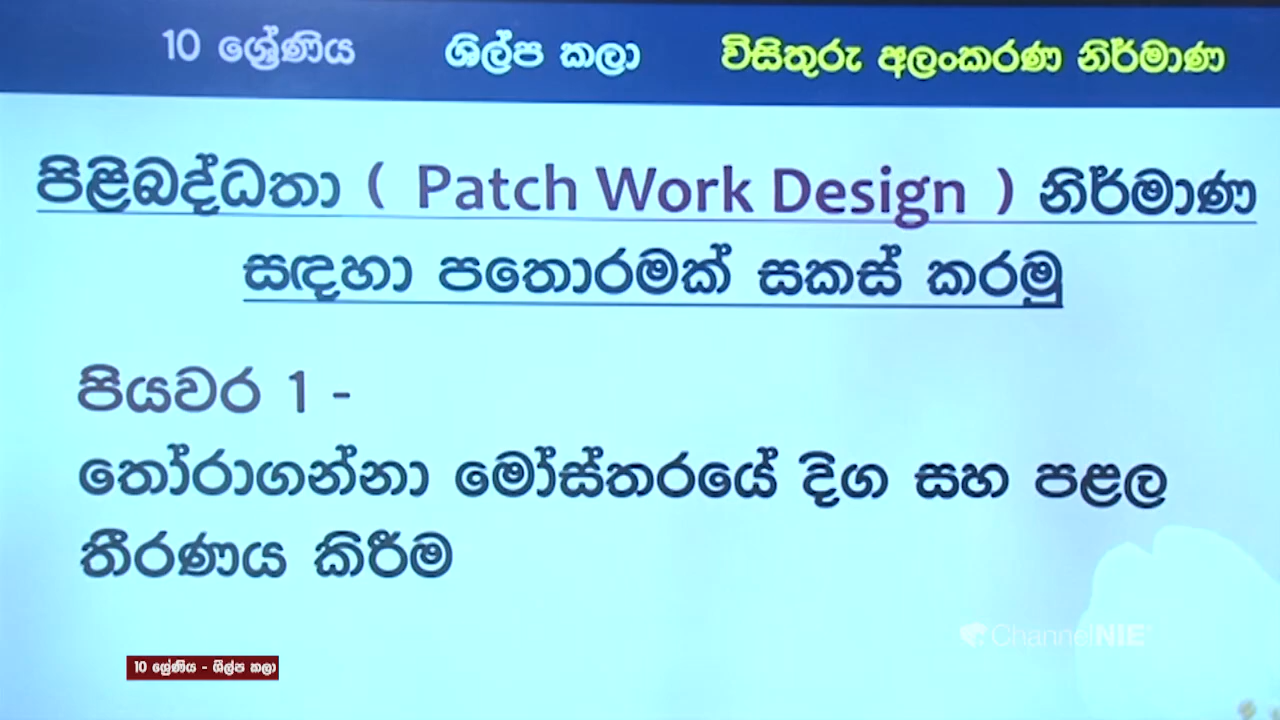 10 ශ්‍රේණිය ශිල්ප කලා විසිතුරු අලංකරණ නිර්මාණ
පිළිබද්ධතා ( Patch Work Design ) නිර්මාණ
සඳහා පතොරමක් සකස් කරමු
පියවර 1 -
තෝරාගන්නා මෝස්තරයේ දිග සහ පළල
තීරණය කිරීම
ChannelNIE
10 ශ්‍රේණිය - ශිල්ප කලා